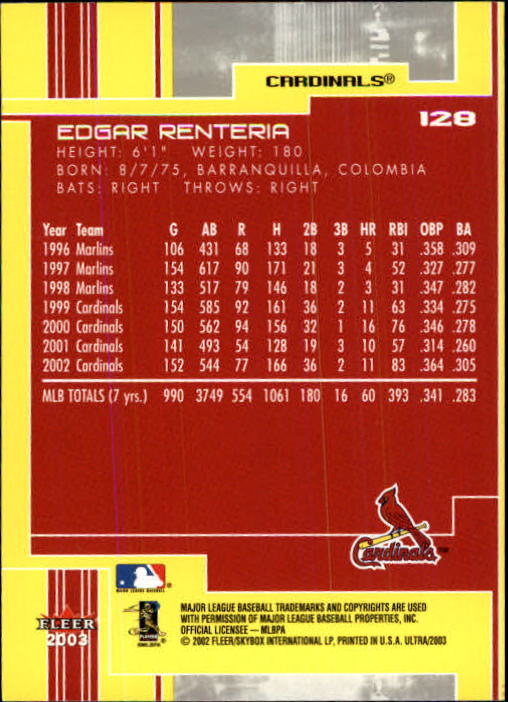 CARDINALS®
128
EDGAR RENTERIA
HEIGHT: 6'1" WEIGHT: 180
BORN: 8/7/75, BARRANQUILLA, COLOMBIA
BATS: RIGHT THROWS: RIGHT
Year Team G AB R H 2B 3B HR RBI OBP BA
1996 Marlins 106 431 68 133 18 3 5 31 .358 .309
1997 Marlins 154 617 90 171 21 3 4 52 .327 .277
1998 Marlins 133 517 79 146 18 2 3 31 .347 .282
1999 Cardinals 154 585 92 161 36 2 11 63 .334 .275
2000 Cardinals 150 562 94 156 32 1 16 76 .346 .278
2001 Cardinals 141 493 54 128 19 3 10 57 .314 .260
2002 Cardinals 152 544 77 166 36 2 11 83 .364 .305
MLB TOTALS (7 yrs.) 990 3749 554 1061 180 16 60 393 .341 .283
Cardinals™
MAJOR LEAGUE BASEBALL
FLEER
2003
PLAYERS
MAJOR LEAGUE BASEBALL TRADEMARKS AND COPYRIGHTS ARE USED
WITH PERMISSION OF MAJOR LEAGUE BASEBALL PROPERTIES, INC.
OFFICIAL LICENSEE — MLBPA
© 2002 FLEER/SKYBOX INTERNATIONAL LP, PRINTED IN U.S.A. ULTRA/2003